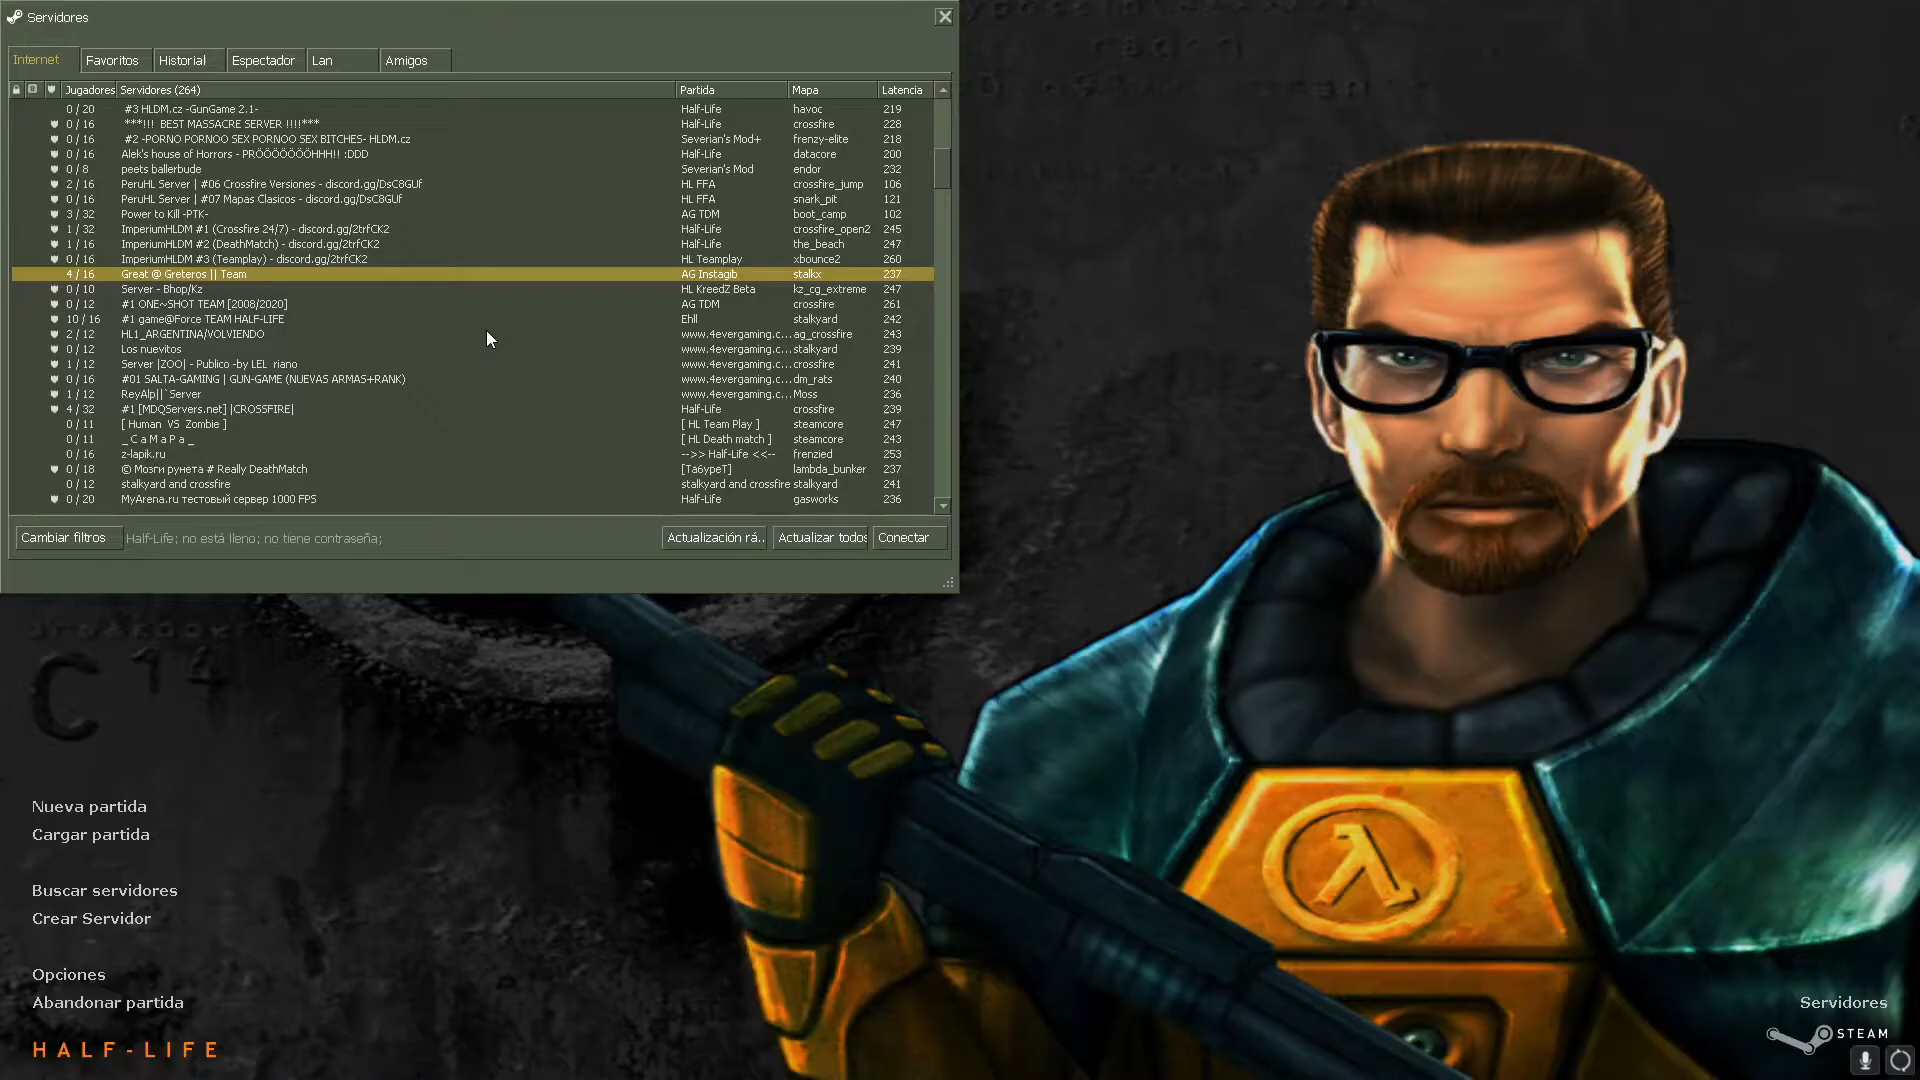 Servidores
Internet Favoritos Historial Espectador Lan Amigos
Jugadores Servidores (264) Partida Mapa Latencia
0 / 20 #3 HLDM.cz -GunGame 2.1- Half-Life havoc 219
0 / 16 ***!!! BEST MASSACRE SERVER !!!!*** Half-Life crossfire 228
0 / 16 #2 -PORNO PORNOO SEX PORNOO SEX BITCHES- HLDM.cz Severian's Mod+ frenzy-elite 218
0 / 16 Alek's house of Horrors - PRÖÖÖÖÖÖÖHHH!! :DDD Half-Life datacore 200
0 / 8 peets ballerbude Severian's Mod endor 232
2 / 16 PeruHL Server | #06 Crossfire Versiones - discord.gg/DsC8GUf HL FFA crossfire_jump 106
0 / 16 PeruHL Server | #07 Mapas Clasicos - discord.gg/DsC8GUf HL FFA snark_pit 121
3 / 32 Power to Kill -PTK- AG TDM boot_camp 102
1 / 32 ImperiumHLDM #1 (Crossfire 24/7) - discord.gg/2trfCK2 Half-Life crossfire_open2 245
1 / 16 ImperiumHLDM #2 (DeathMatch) - discord.gg/2trfCK2 Half-Life the_beach 247
0 / 16 ImperiumHLDM #3 (Teamplay) - discord.gg/2trfCK2 HL Teamplay xbounce2 260
4 / 16 Great @ Greteros || Team AG Instagib stalkx 237
0 / 10 Server - Bhop/Kz HL KreedZ Beta kz_cg_extreme 247
0 / 12 #1 ONE~SHOT TEAM [2008/2020] AG TDM crossfire 261
10 / 16 #1 game@Force TEAM HALF-LIFE Ehll stalkyard 242
2 / 12 HL1_ARGENTINA/VOLVIENDO www.4evergaming.c... ag_crossfire 243
0 / 12 Los nuevitos www.4evergaming.c... stalkyard 239
1 / 12 Server |ZOO| - Publico -by LEL riano www.4evergaming.c... crossfire 241
0 / 16 #01 SALTA-GAMING | GUN-GAME (NUEVAS ARMAS+RANK) www.4evergaming.c... dm_rats 240
1 / 12 ReyAlp||`Server www.4evergaming.c... Moss 236
4 / 32 #1 [MDQServers.net] |CROSSFIRE| Half-Life crossfire 239
0 / 11 [ Human VS Zombie ] [ HL Team Play ] steamcore 247
0 / 11 _ C a M a P a _ [ HL Death match ] steamcore 243
0 / 16 z-lapik.ru -->> Half-Life <<-- frenzied 253
0 / 18 © Мозги рунета # Really DeathMatch [Ta6ypeT] lambda_bunker 237
0 / 12 stalkyard and crossfire stalkyard and crossfire stalkyard 241
0 / 20 MyArena.ru тестовый сервер 1000 FPS Half-Life gasworks 236
Cambiar filtros Half-Life; no está lleno; no tiene contraseña; Actualización rá.. Actualizar todos Conectar
C14
Nueva partida
Cargar partida
Buscar servidores
Crear Servidor
Opciones
Abandonar partida
Servidores
STEAM
HALF-LIFE